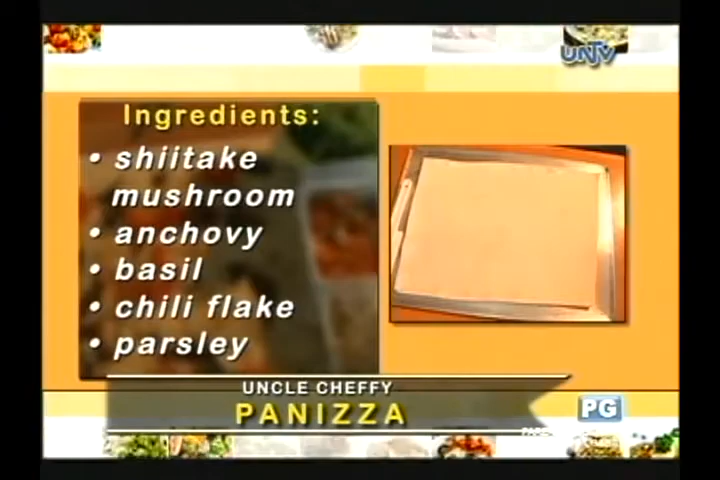 UNTV
Ingredients:
• shiitake
mushroom
• anchovy
• basil
• chili flake
• parsley
UNCLE CHEFFY
PANIZZA
PG